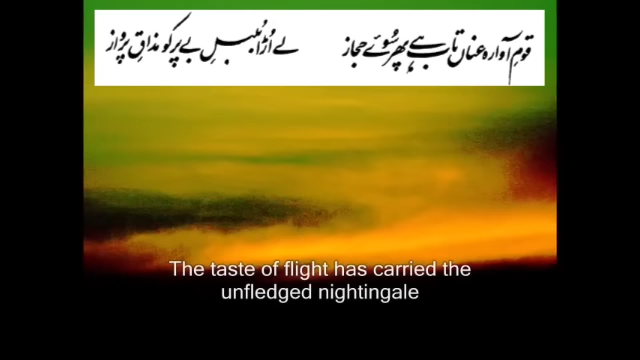 قوم آوارہ عناں تاب ہے پھر سوئے حجاز لے اڑا بلبل بے پر کو مذاق پرواز
The taste of flight has carried the
unfledged nightingale